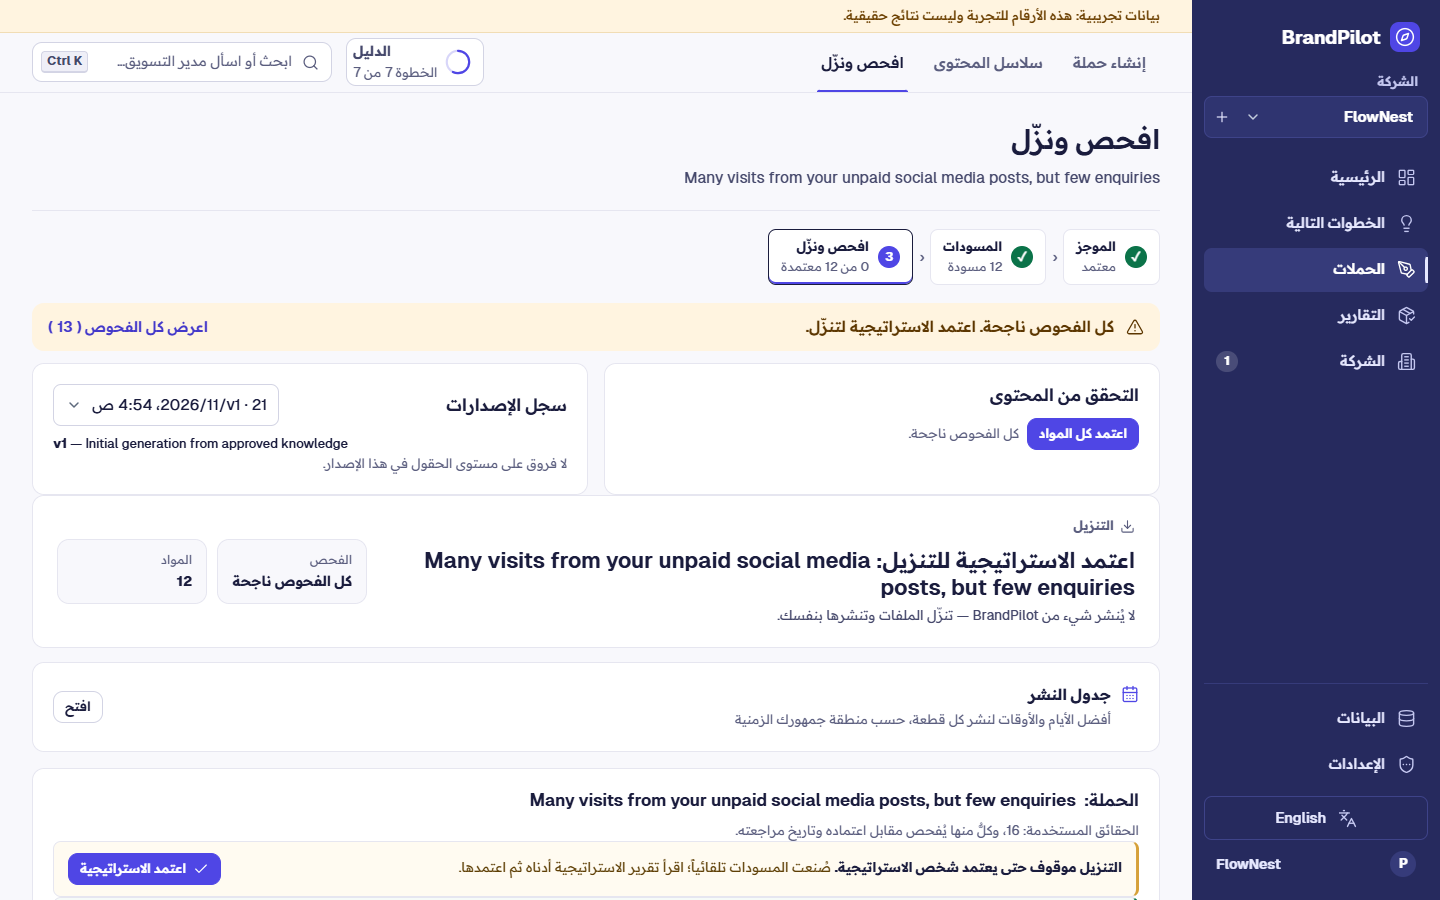 بيانات تجريبية: هذه الأرقام للتجربة وليست نتائج حقيقية.
BrandPilot
الشركة
FlowNest
الرئيسية
الخطوات التالية
الحملات
التقارير
الشركة
1
البيانات
الإعدادات
English
P
FlowNest
إنشاء حملة
سلاسل المحتوى
افحص ونزّل
الدليل
الخطوة 7 من 7
ابحث أو اسأل مدير التسويق...
Ctrl K
افحص ونزّل
Many visits from your unpaid social media posts, but few enquiries
الموجز
معتمد
›
المسودات
12 مسودة
›
3
افحص ونزّل
0 من 12 معتمدة
كل الفحوص ناجحة. اعتمد الاستراتيجية لتنزّل.
اعرض كل الفحوص ( 13 )
التحقق من المحتوى
اعتمد كل المواد
كل الفحوص ناجحة.
سجل الإصدارات
2026/11/v1 · 21، 4:54 ص
v1 — Initial generation from approved knowledge
لا فروق على مستوى الحقول في هذا الإصدار.
التنزيل
اعتمد الاستراتيجية للتنزيل: Many visits from your unpaid social media
posts, but few enquiries
لا يُنشر شيء من BrandPilot — تنزّل الملفات وتنشرها بنفسك.
الفحص
كل الفحوص ناجحة
المواد
12
جدول النشر
أفضل الأيام والأوقات لنشر كل قطعة، حسب منطقة جمهورك الزمنية
افتح
الحملة: Many visits from your unpaid social media posts, but few enquiries
الحقائق المستخدمة: 16، وكلٌّ منها يُفحص مقابل اعتماده وتاريخ مراجعته.
التنزيل موقوف حتى يعتمد شخص الاستراتيجية. صُنعت المسودات تلقائياً؛ اقرأ تقرير الاستراتيجية أدناه ثم اعتمدها.
اعتمد الاستراتيجية